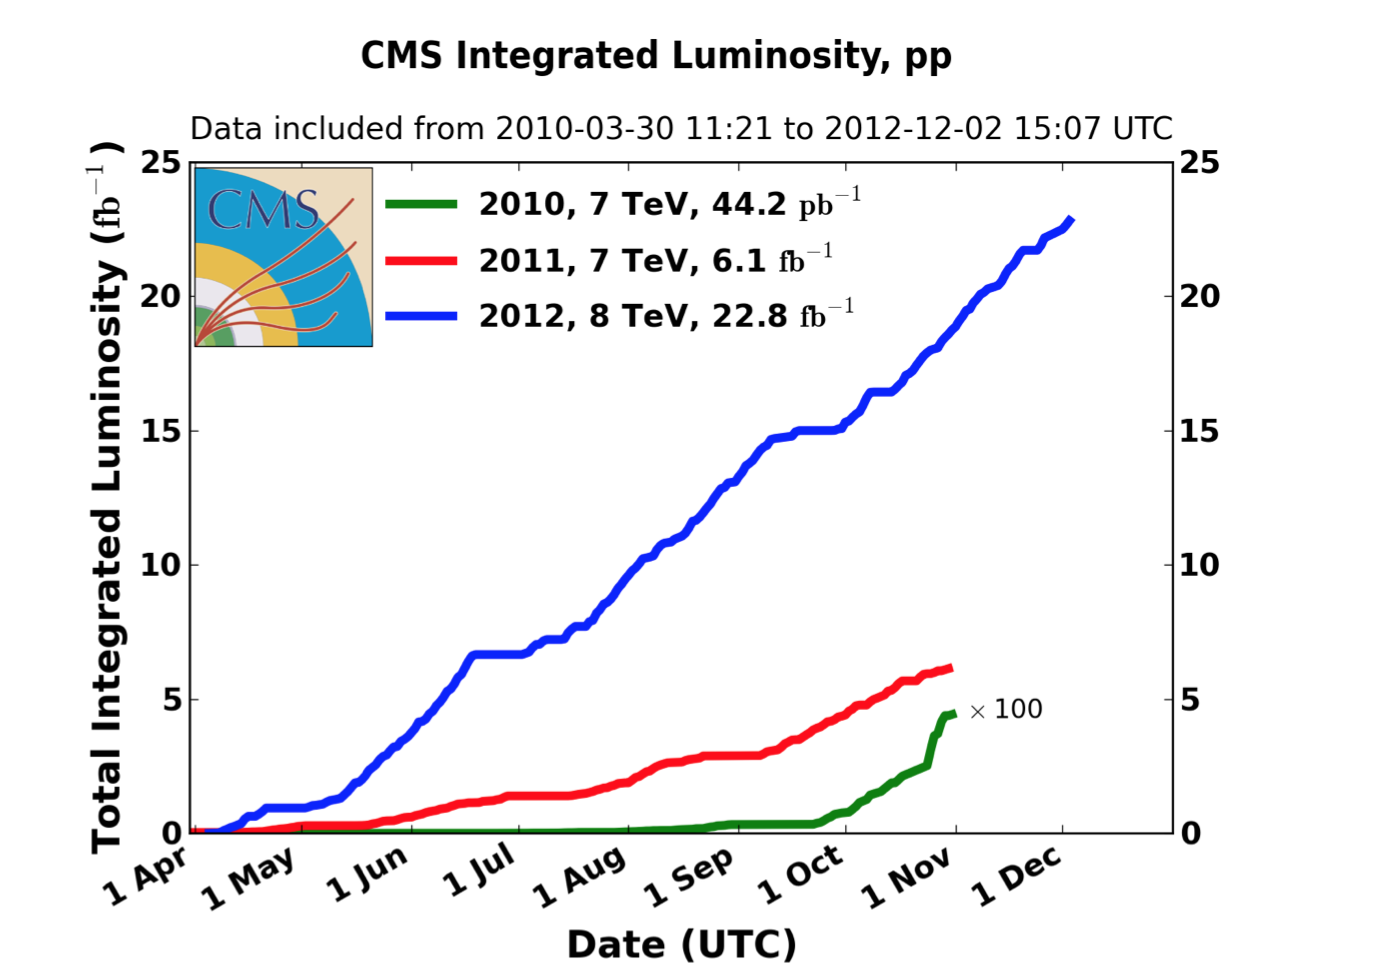 CMS Integrated Luminosity, pp
Data included from 2010-03-30 11:21 to 2012-12-02 15:07 UTC
Total Integrated Luminosity (fb⁻¹)
25
20
15
10
5
0
25
20
15
10
5
0
CMS
2010, 7 TeV, 44.2 pb⁻¹
2011, 7 TeV, 6.1 fb⁻¹
2012, 8 TeV, 22.8 fb⁻¹
× 100
1 Apr
1 May
1 Jun
1 Jul
1 Aug
1 Sep
1 Oct
1 Nov
1 Dec
Date (UTC)